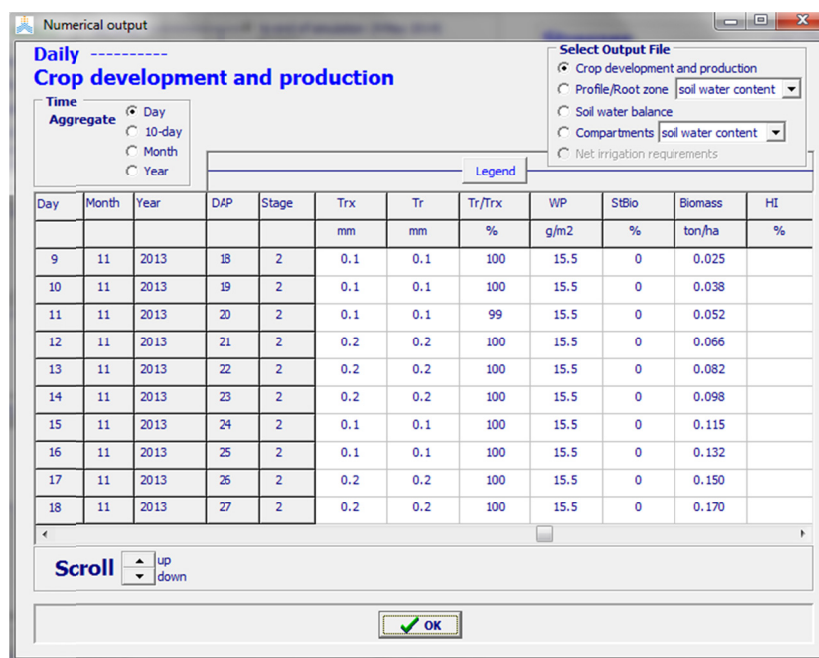 Numerical output
Daily ----------
Crop development and production
Time
Aggregate
Day
10-day
Month
Year
Select Output File
Crop development and production
Profile/Root zone soil water content
Soil water balance
Compartments soil water content
Net irrigation requirements
Legend
Day Month Year DAP Stage Trx Tr Tr/Trx WP StBio Biomass HI
mm mm % g/m2 % ton/ha %
9 11 2013 18 2 0.1 0.1 100 15.5 0 0.025
10 11 2013 19 2 0.1 0.1 100 15.5 0 0.038
11 11 2013 20 2 0.1 0.1 99 15.5 0 0.052
12 11 2013 21 2 0.2 0.2 100 15.5 0 0.066
13 11 2013 22 2 0.2 0.2 100 15.5 0 0.082
14 11 2013 23 2 0.2 0.2 100 15.5 0 0.098
15 11 2013 24 2 0.1 0.1 100 15.5 0 0.115
16 11 2013 25 2 0.1 0.1 100 15.5 0 0.132
17 11 2013 26 2 0.2 0.2 100 15.5 0 0.150
18 11 2013 27 2 0.2 0.2 100 15.5 0 0.170
Scroll
up
down
OK